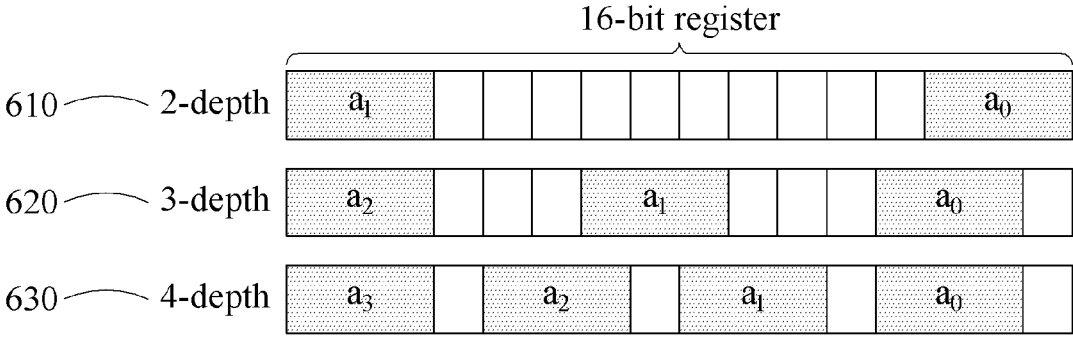 16-bit register
610 2-depth a₁ a₀
620 3-depth a₂ a₁ a₀
630 4-depth a₃ a₂ a₁ a₀